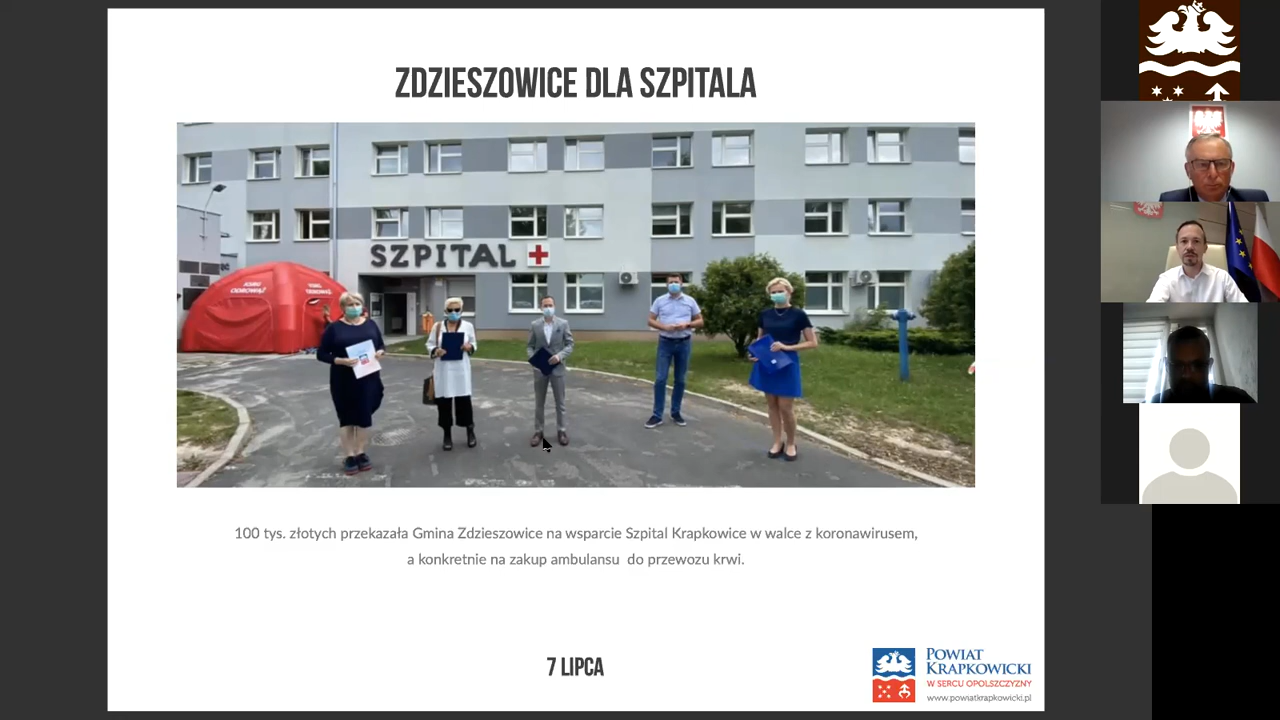 ZDZIESZOWICE DLA SZPITALA
SZPITAL
100 tys. złotych przekazała Gmina Zdzieszowice na wsparcie Szpital Krapkowice w walce z koronawirusem,
a konkretnie na zakup ambulansu do przewozu krwi.
7 LIPCA
POWIAT
KRAPKOWICKI
W SERCU OPOLSZCZYZNY
www.powiatkrapkowicki.pl